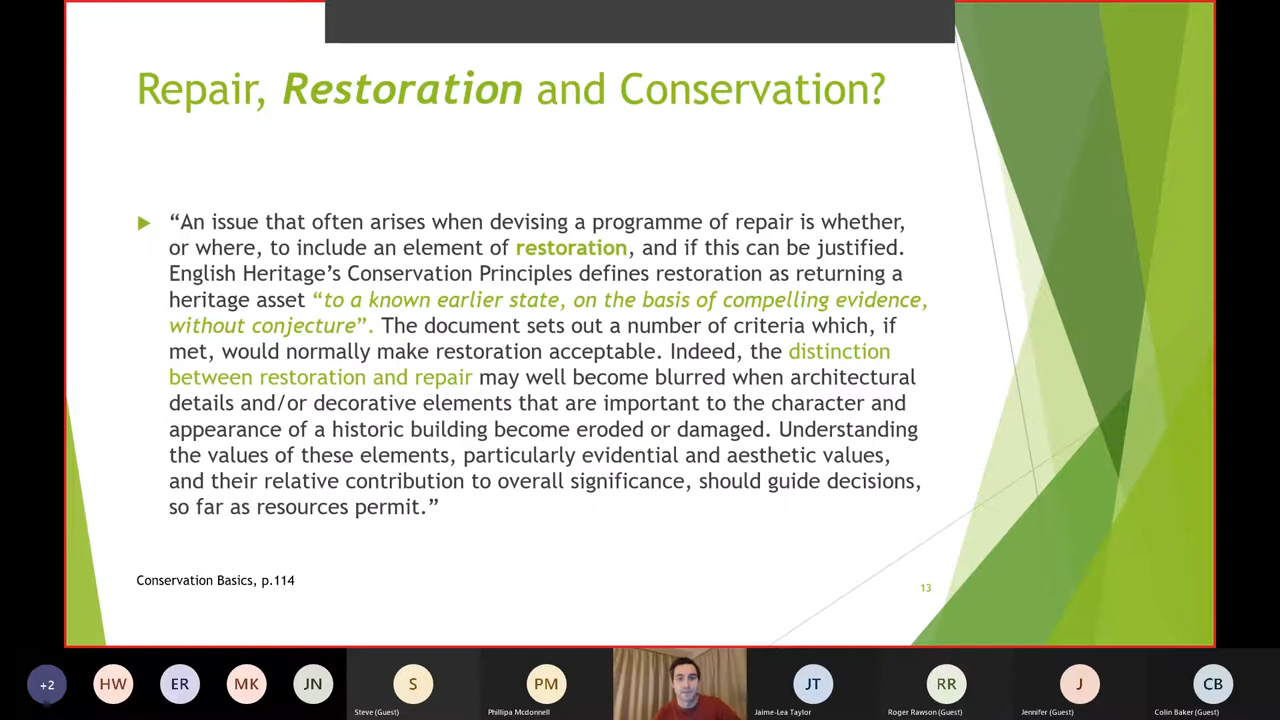 Repair, Restoration and Conservation?
“An issue that often arises when devising a programme of repair is whether,
or where, to include an element of restoration, and if this can be justified.
English Heritage’s Conservation Principles defines restoration as returning a
heritage asset “to a known earlier state, on the basis of compelling evidence,
without conjecture”. The document sets out a number of criteria which, if
met, would normally make restoration acceptable. Indeed, the distinction
between restoration and repair may well become blurred when architectural
details and/or decorative elements that are important to the character and
appearance of a historic building become eroded or damaged. Understanding
the values of these elements, particularly evidential and aesthetic values,
and their relative contribution to overall significance, should guide decisions,
so far as resources permit.”
Conservation Basics, p.114
13
+2
HW
ER
MK
JN
S
PM
JT
RR
J
CB
Steve (Guest)
Phillipa Mcdonnell
Jaime-Lea Taylor
Roger Rawson (Guest)
Jennifer (Guest)
Colin Baker (Guest)